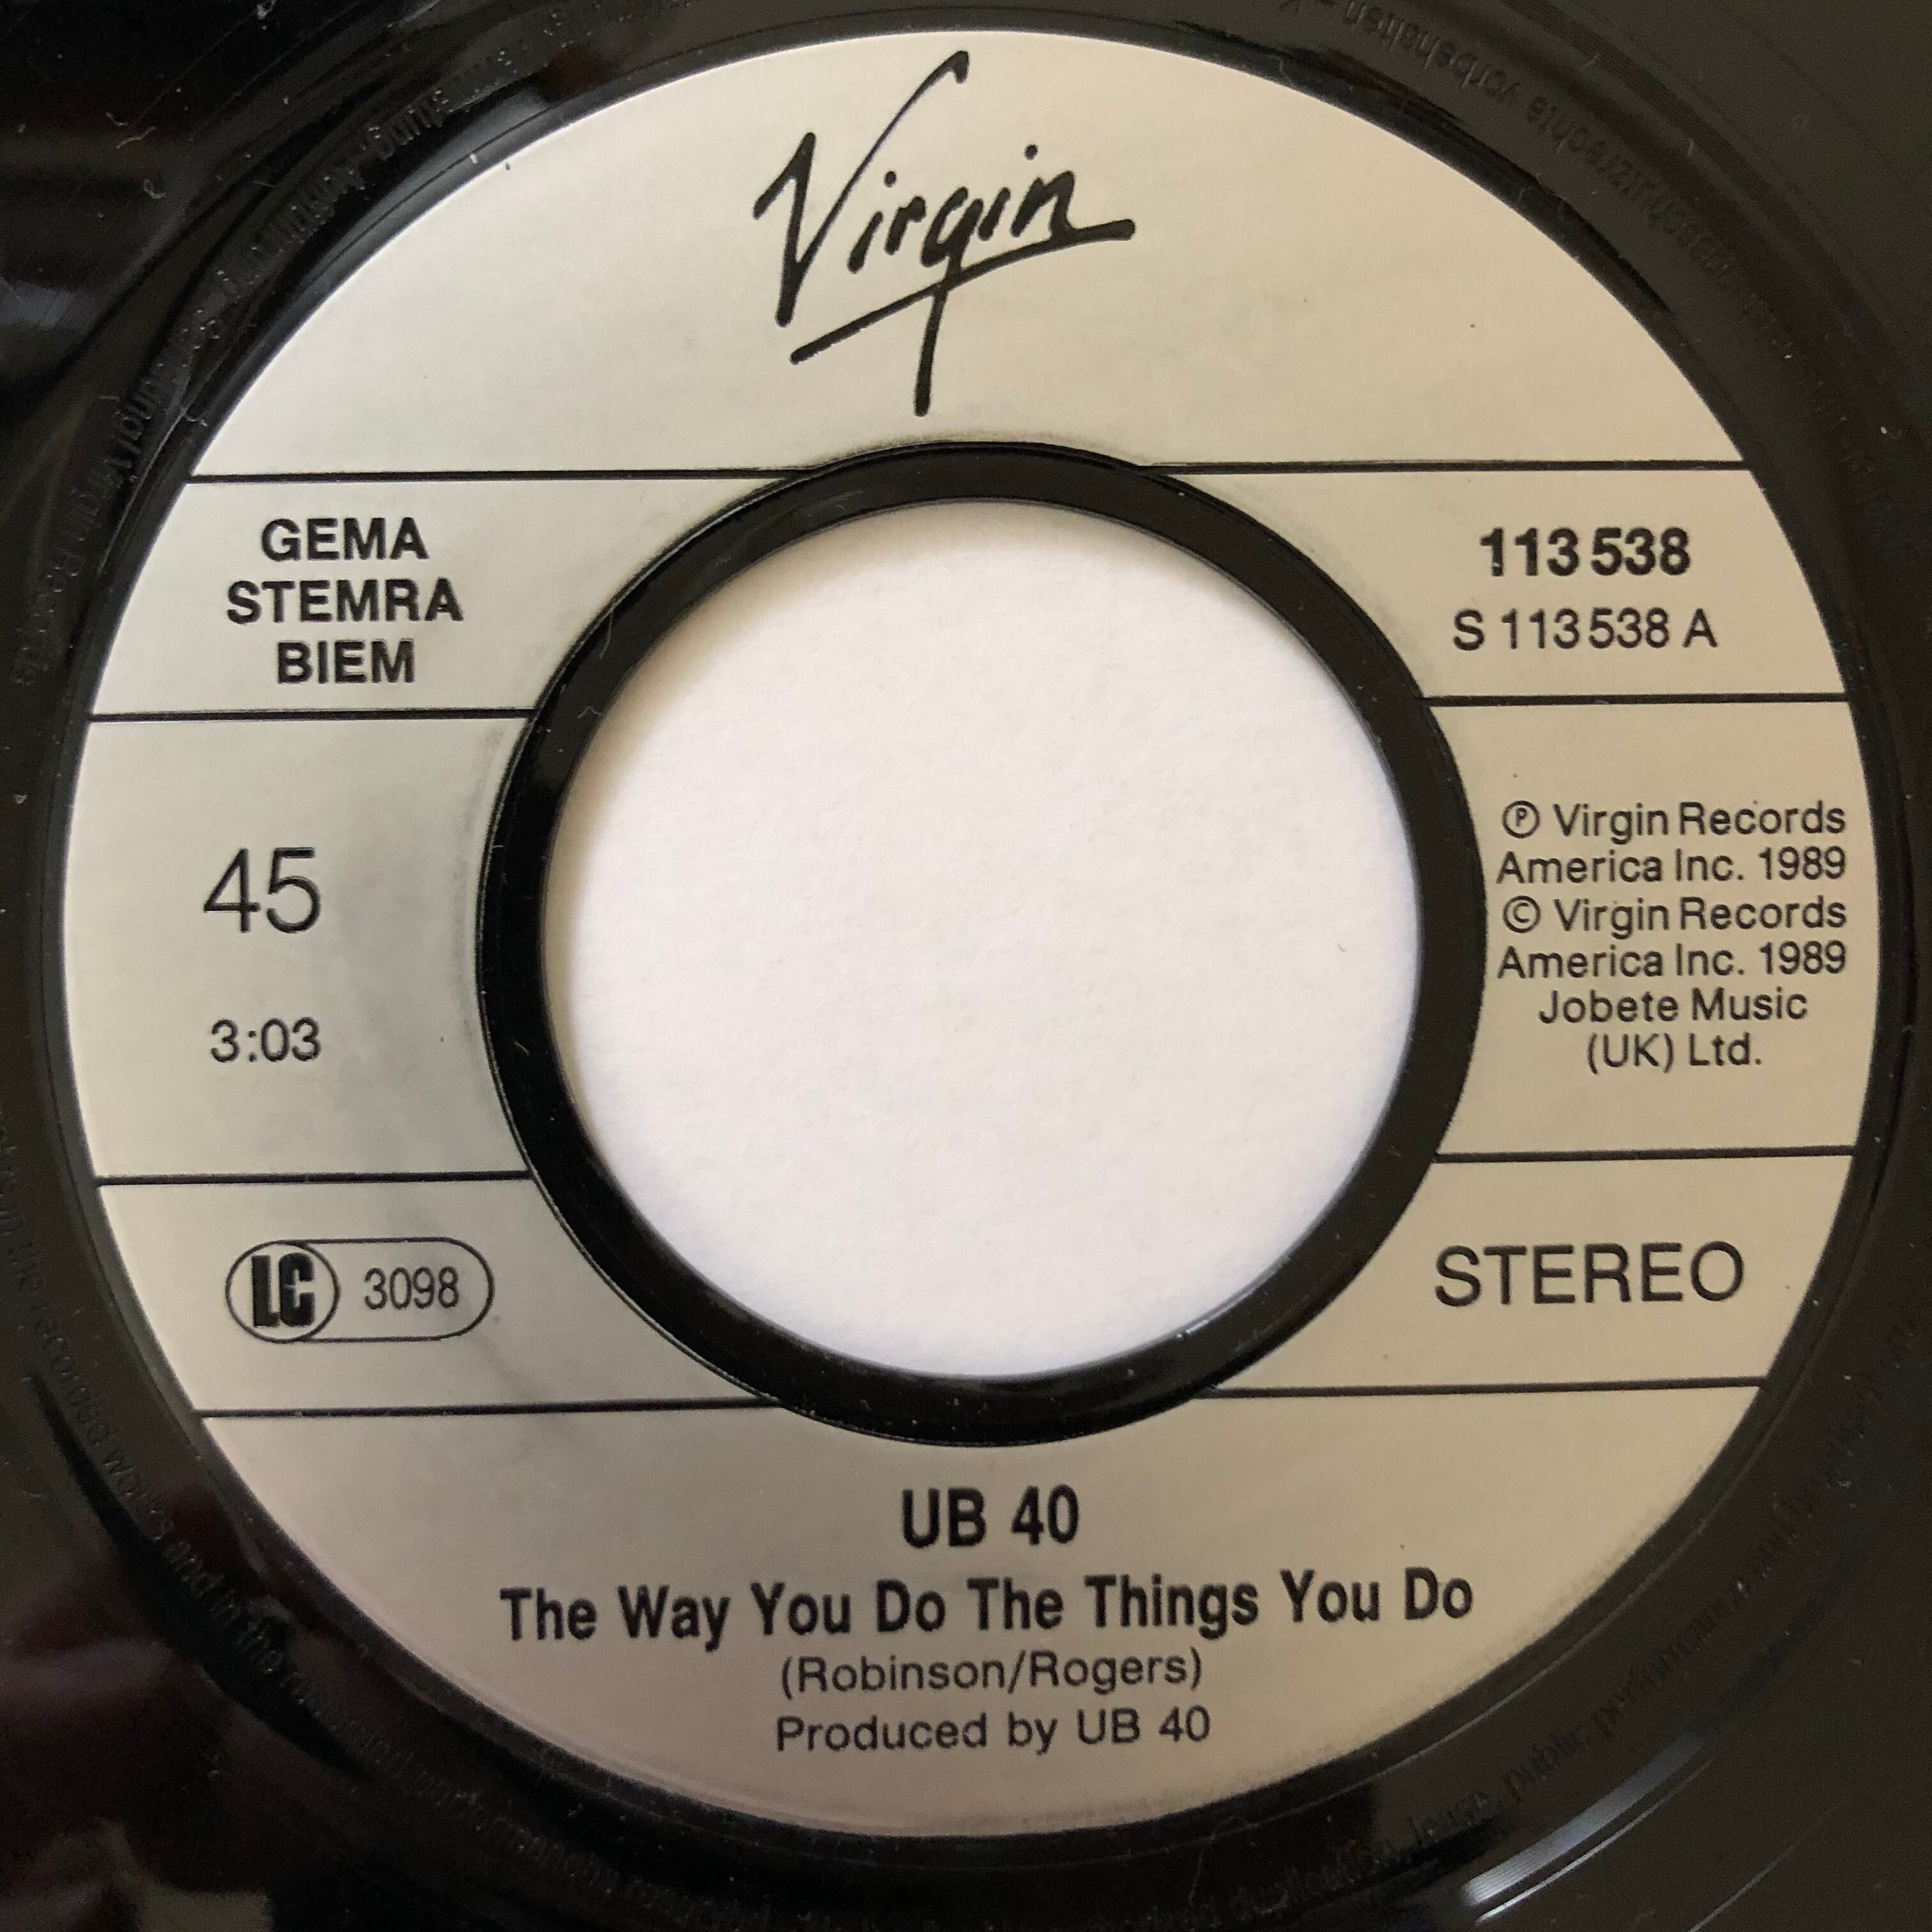 Virgin
GEMA
STEMRA
BIEM
113 538
S 113 538 A
45
3:03
Ⓟ Virgin Records
America Inc. 1989
© Virgin Records
America Inc. 1989
Jobete Music
(UK) Ltd.
LC 3098
STEREO
UB 40
The Way You Do The Things You Do
(Robinson/Rogers)
Produced by UB 40